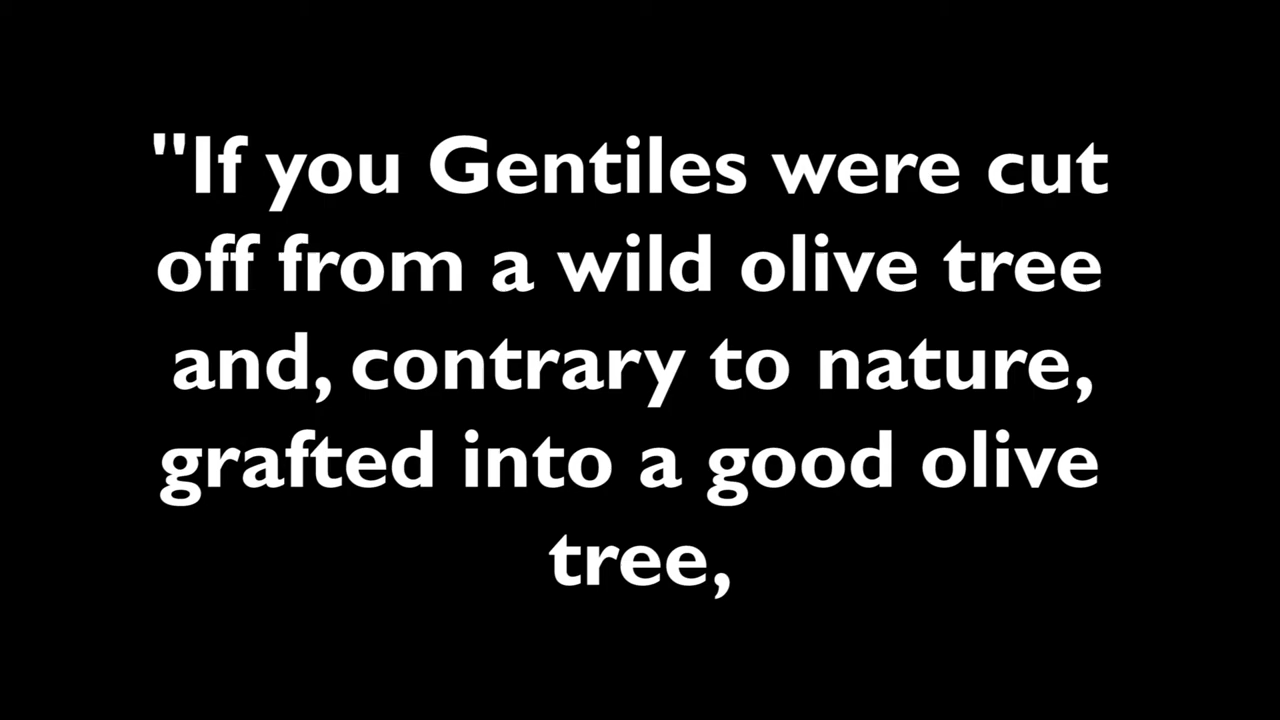 "If you Gentiles were cut
off from a wild olive tree
and, contrary to nature,
grafted into a good olive
tree,